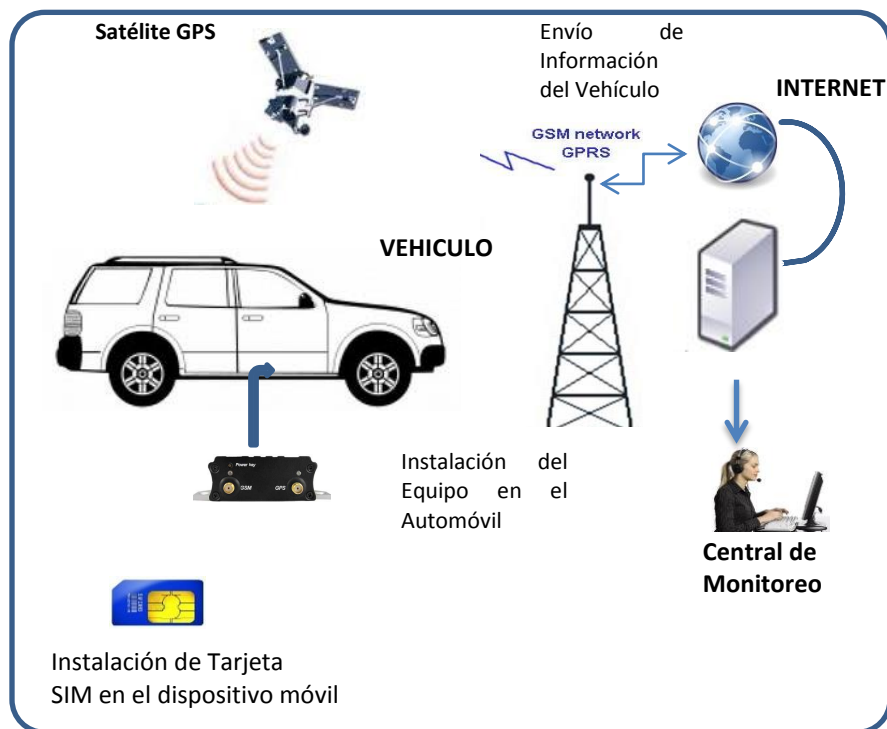 Satélite GPS
Envío de
Información
del Vehículo
INTERNET
GSM network
GPRS
VEHICULO
Power key
GSM
GPS
Instalación del
Equipo en el
Automóvil
Central de
Monitoreo
Instalación de Tarjeta
SIM en el dispositivo móvil